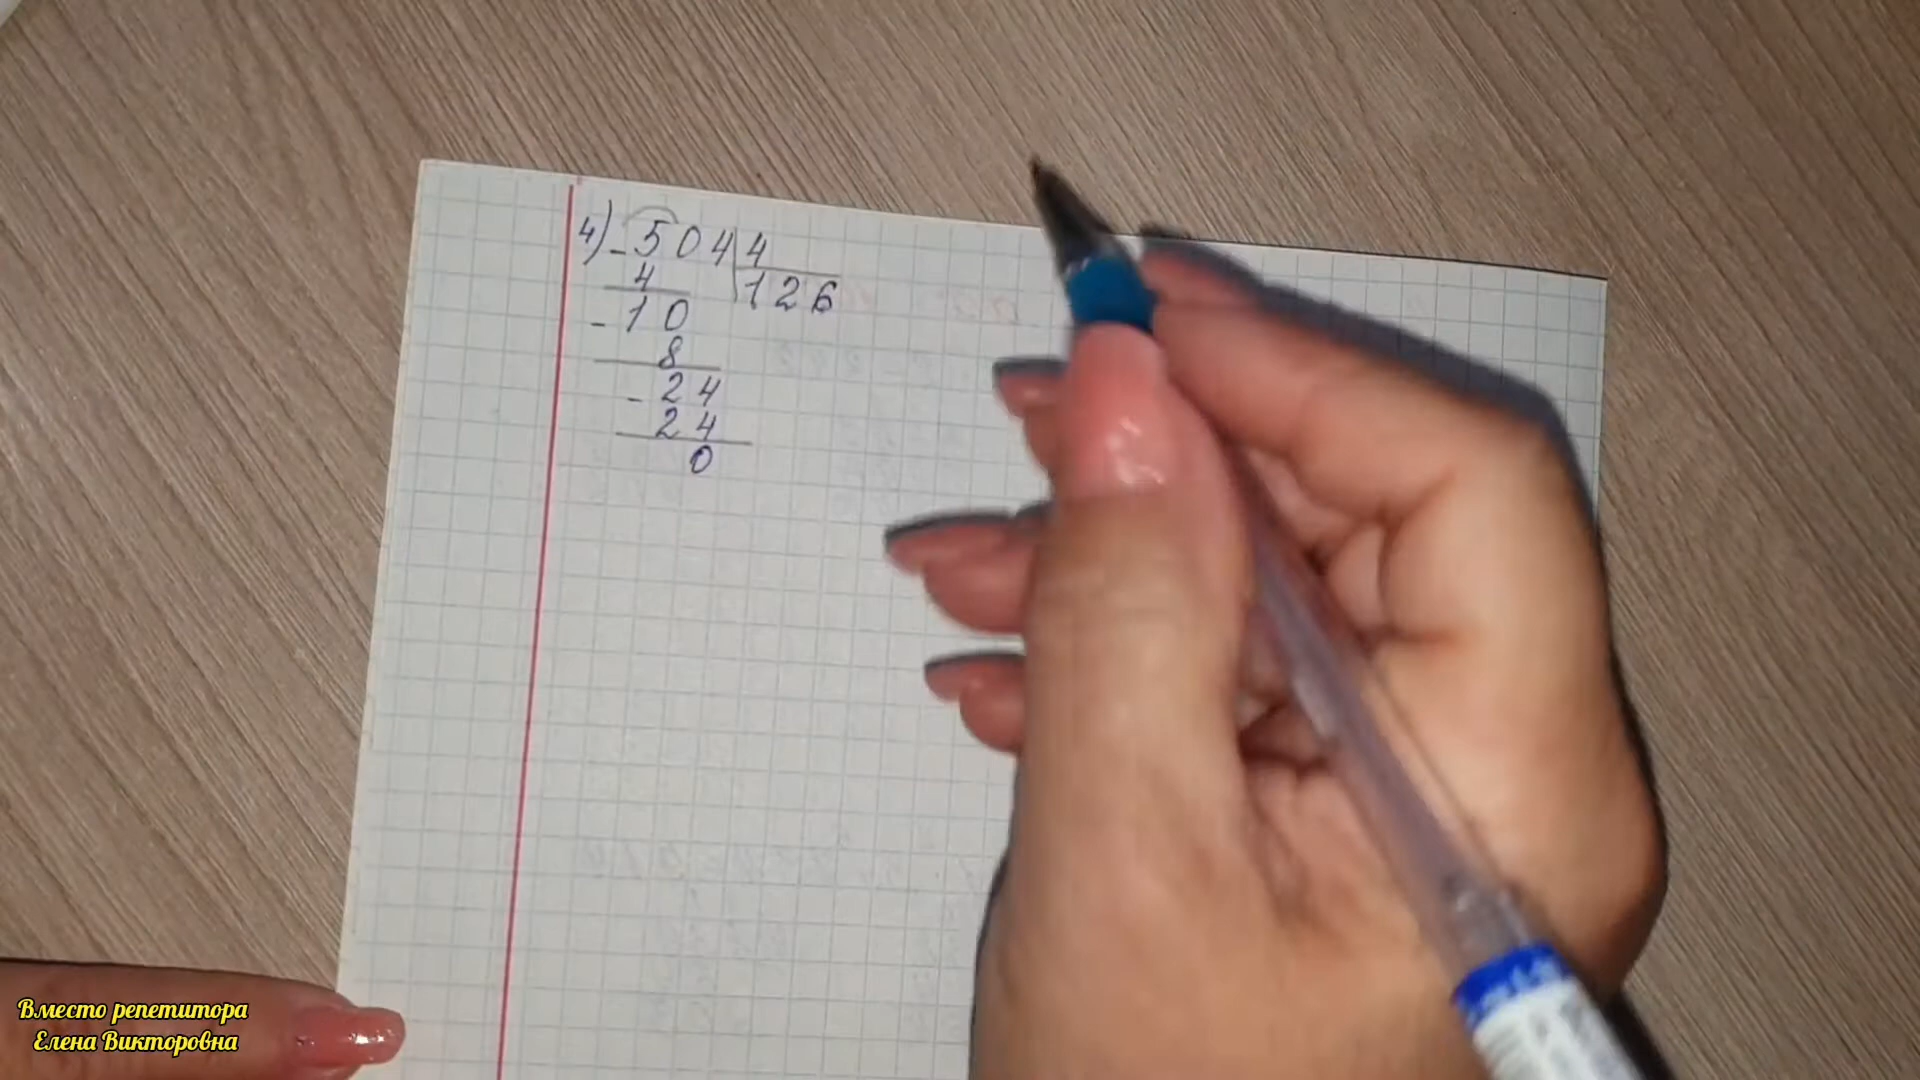 4) - 504 | 4
4 | 126
- 10
8
- 24
24
0
Вместо репетитора
Елена Викторовна